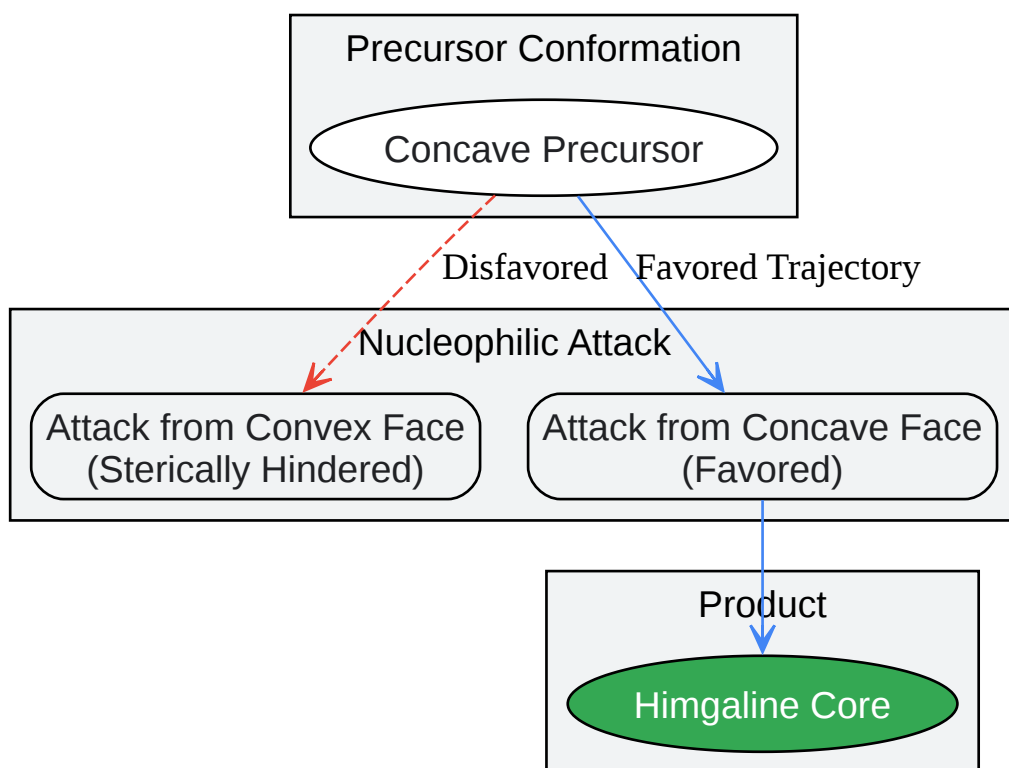 Precursor Conformation
Concave Precursor
Disfavored
Favored Trajectory
Nucleophilic Attack
Attack from Convex Face
(Sterically Hindered)
Attack from Concave Face
(Favored)
Product
Himgaline Core